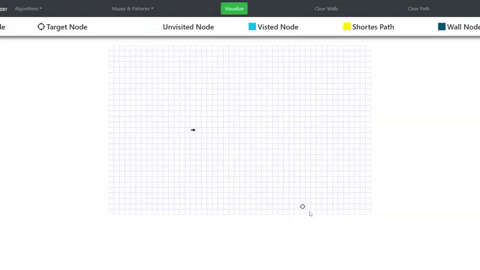 zer Algorithms Mazes & Patterns Visualize Clear Walls Clear Path
de Target Node Unvisited Node Visted Node Shortes Path Wall Node